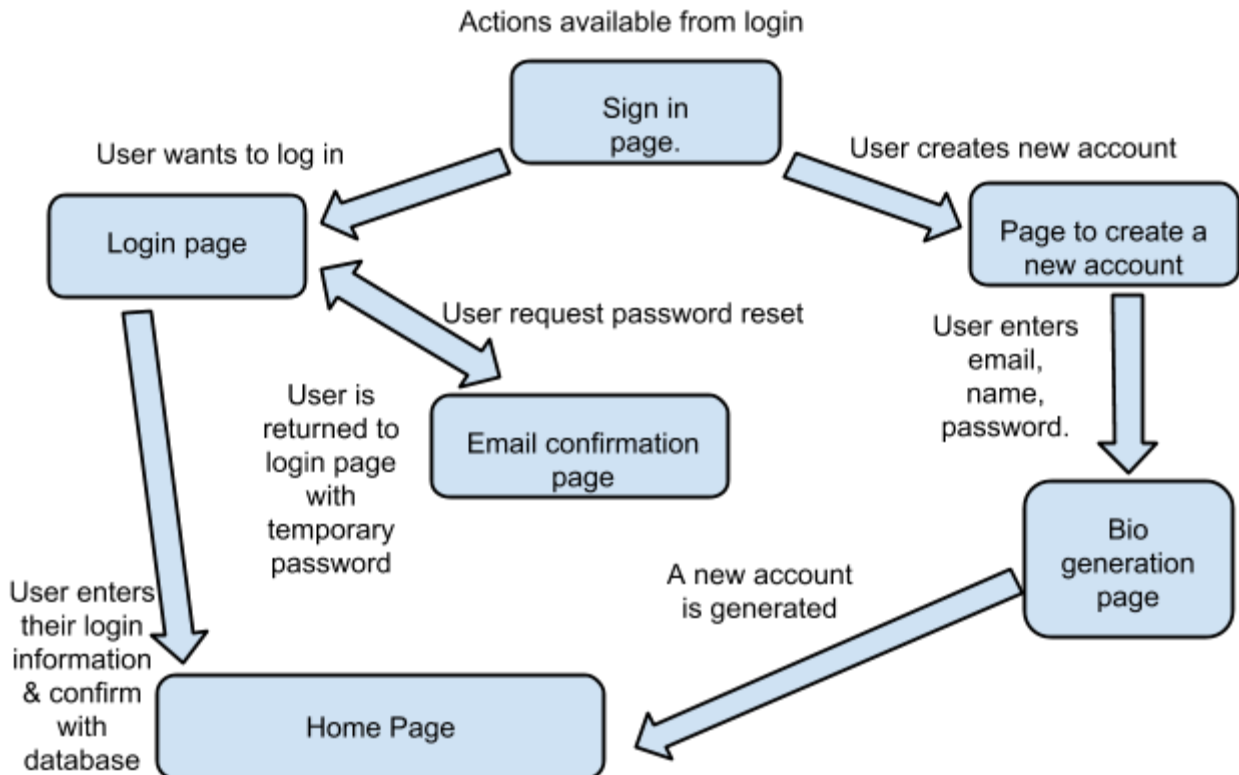 Actions available from login
Sign in
page.
User wants to log in
User creates new account
Login page
Page to create a
new account
User request password reset
User enters
email,
name,
password.
User is
returned to
login page
with
temporary
password
Email confirmation
page
Bio
generation
page
A new account
is generated
User enters
their login
information
& confirm
with
database
Home Page